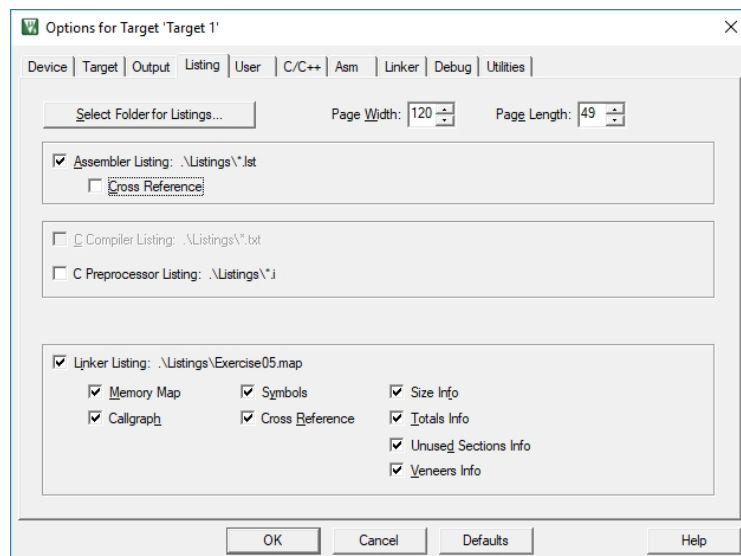 Options for Target 'Target 1'
Device | Target | Output | Listing | User | C/C++ | Asm | Linker | Debug | Utilities
Select Folder for Listings... Page Width: 120 Page Length: 49
Assembler Listing: .\Listings\*.lst
Cross Reference
C Compiler Listing: .\Listings\*.txt
C Preprocessor Listing: .\Listings\*.i
Linker Listing: .\Listings\Exercise05.map
Memory Map Symbols Size Info
Callgraph Cross Reference Totals Info
Unused Sections Info
Veneers Info
OK Cancel Defaults Help